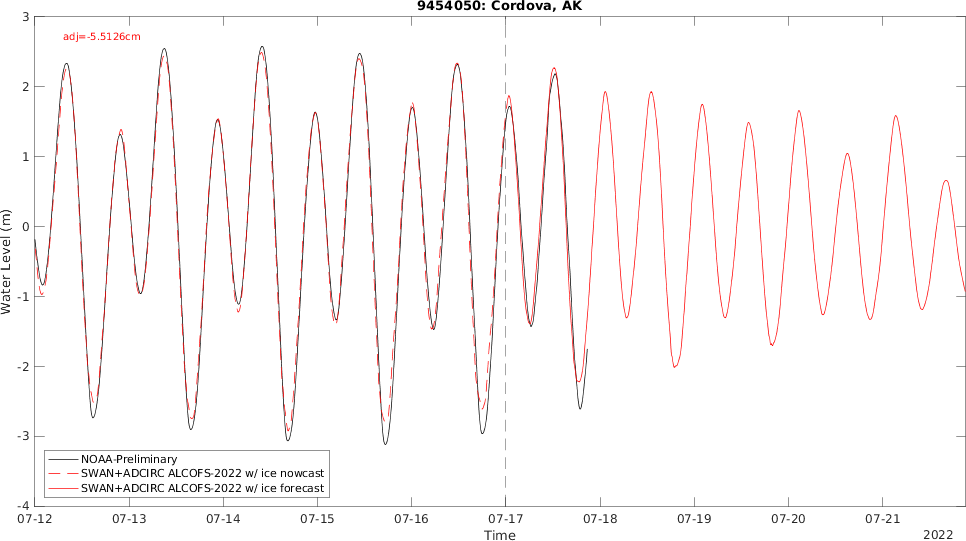 9454050: Cordova, AK
adj=-5.5126cm
3
2
1
0
-1
-2
-3
-4
Water Level (m)
NOAA-Preliminary
SWAN+ADCIRC ALCOFS-2022 w/ ice nowcast
SWAN+ADCIRC ALCOFS-2022 w/ ice forecast
07-12 07-13 07-14 07-15 07-16 07-17 07-18 07-19 07-20 07-21
Time
2022